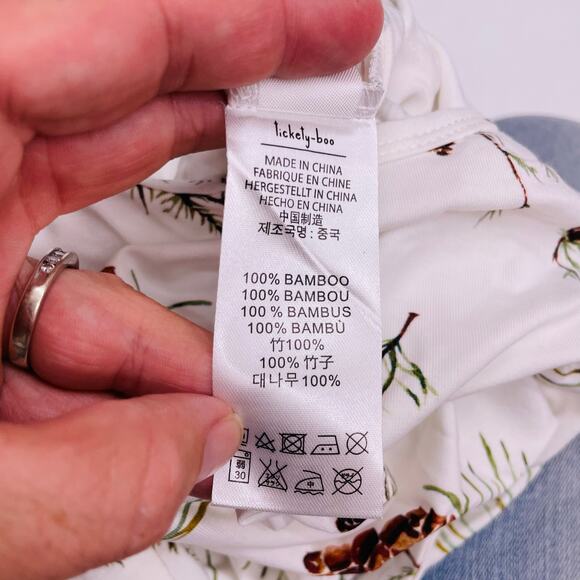 tickety-boo
MADE IN CHINA
FABRIQUE EN CHINE
HERGESTELLT IN CHINA
HECHO EN CHINA
中国制造
제조국명 : 중국
100% BAMBOO
100% BAMBOU
100 % BAMBUS
100% BAMBÙ
竹100%
100% 竹子
대나무 100%
弱
30
中